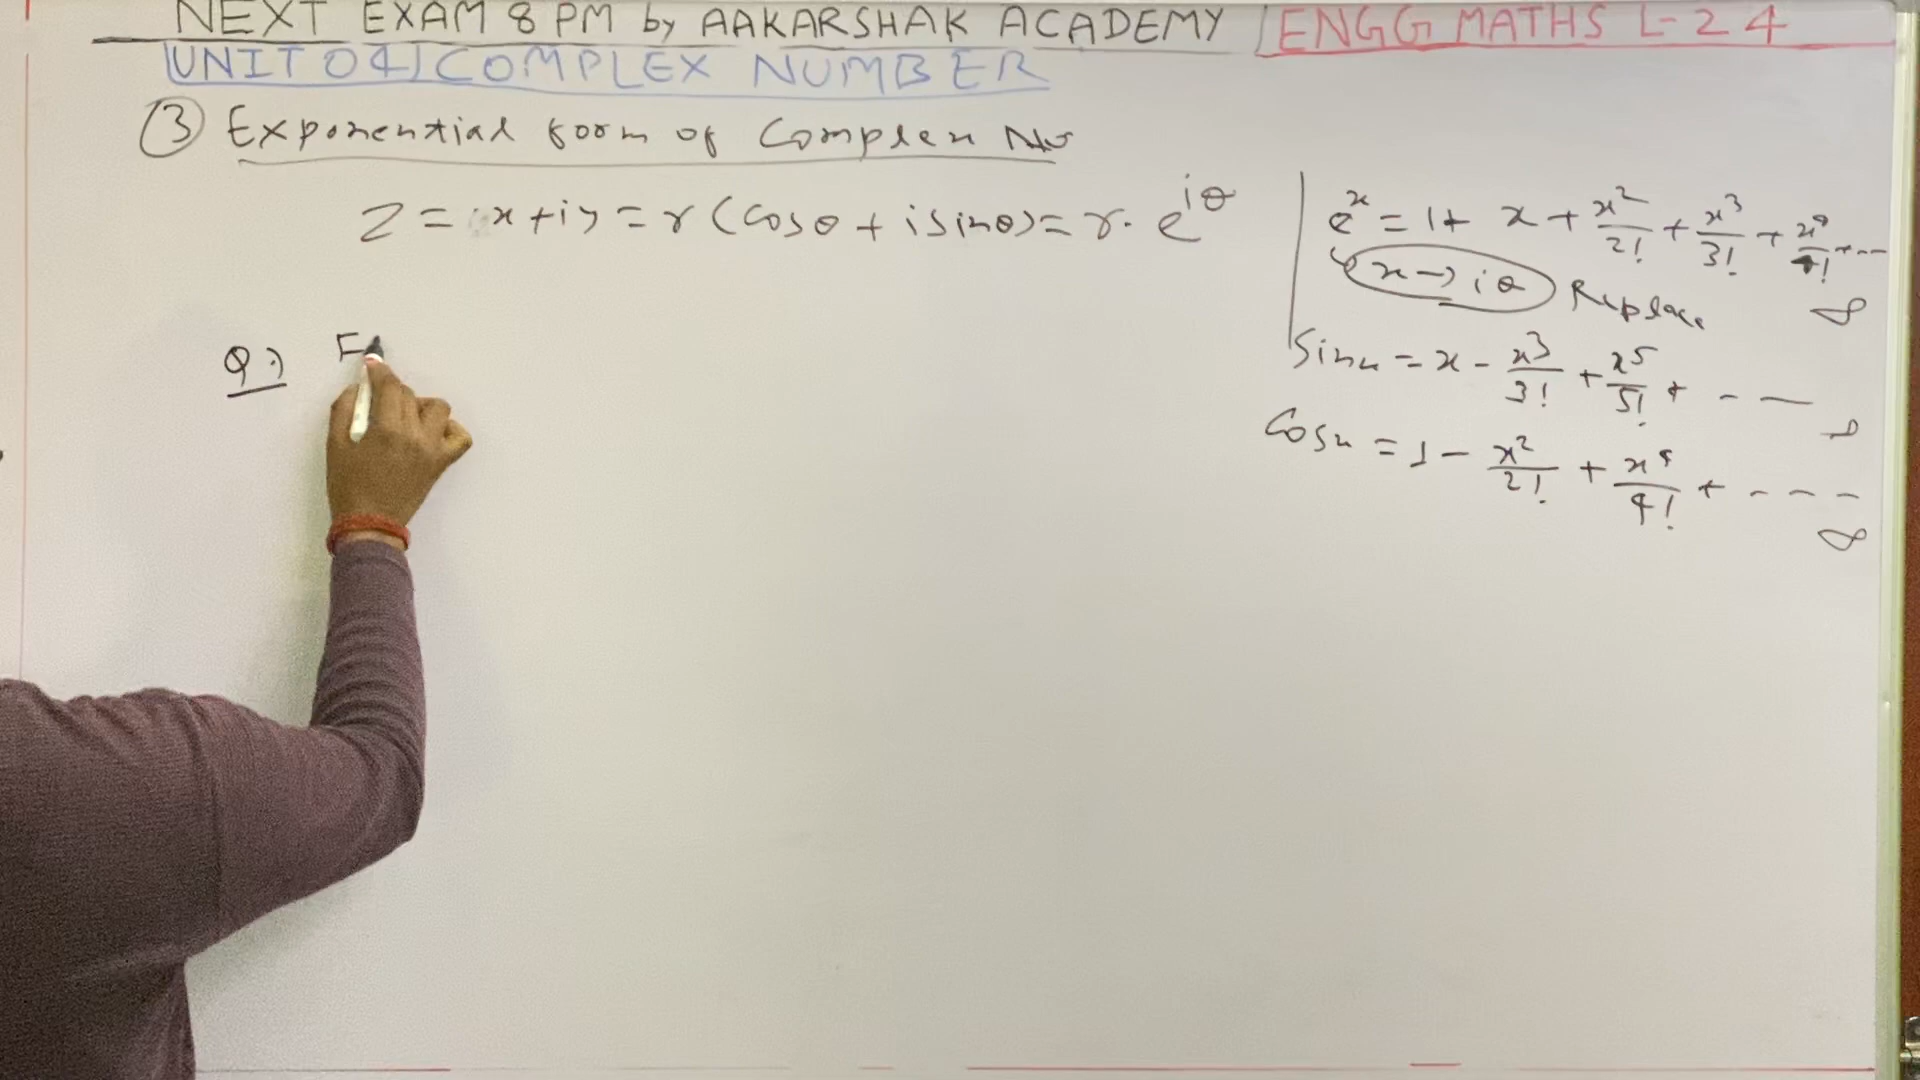 NEXT EXAM 8 PM by AAKARSHAK ACADEMY | ENGG MATHS L-24
UNIT 04 | COMPLEX NUMBER
③ Exponential form of Complex No
Z = x+iy = r (cosθ + i sinθ) = r. e^{iθ}
Q.) F
e^x = 1+ x + x²/2! + x³/3! + x⁴/4! + -- ∞
x → iθ Replace
Sinx = x - x³/3! + x⁵/5! + - — ∞
Cosx = 1 - x²/2! + x⁴/4! + - - - ∞